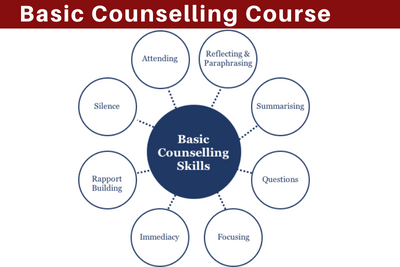 Basic Counselling Course
Attending
Reflecting &
Paraphrasing
Silence
Summarising
Basic
Counselling
Skills
Rapport
Building
Questions
Immediacy
Focusing